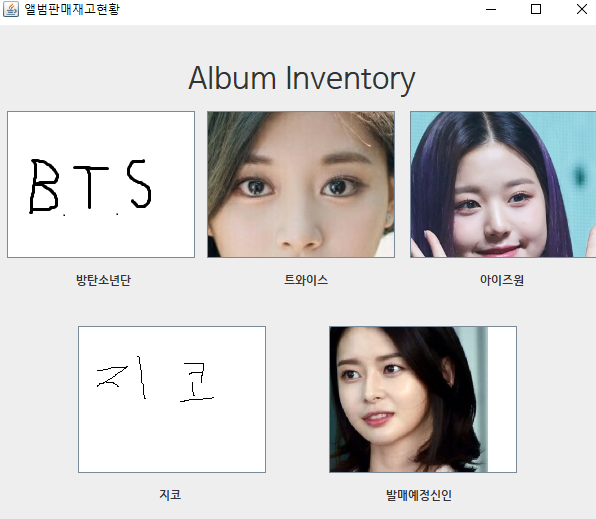 앨범판매재고현황
Album Inventory
B.T.S
방탄소년단
트와이스
아이즈원
지코
지코
발매예정신인